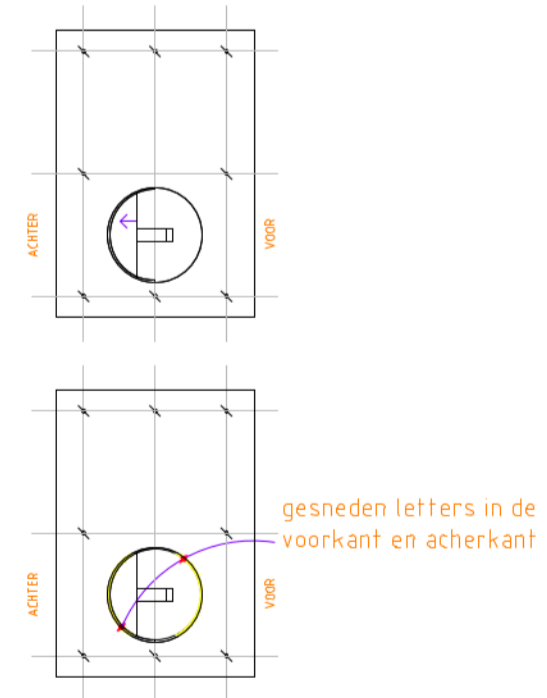 ACHTER
VOOR
gesneden letters in de
voorkant en acherkant
ACHTER
VOOR